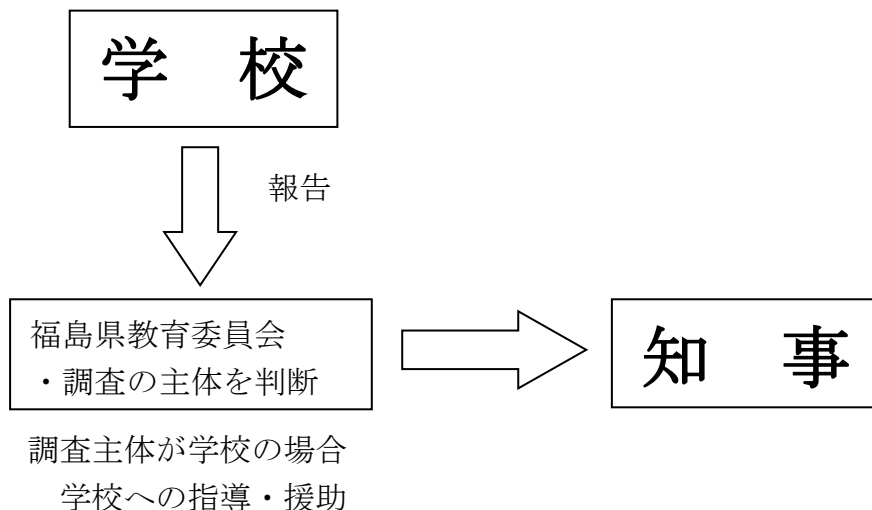 学　校
報告
福島県教育委員会
・調査の主体を判断
知　事
調査主体が学校の場合
学校への指導・援助